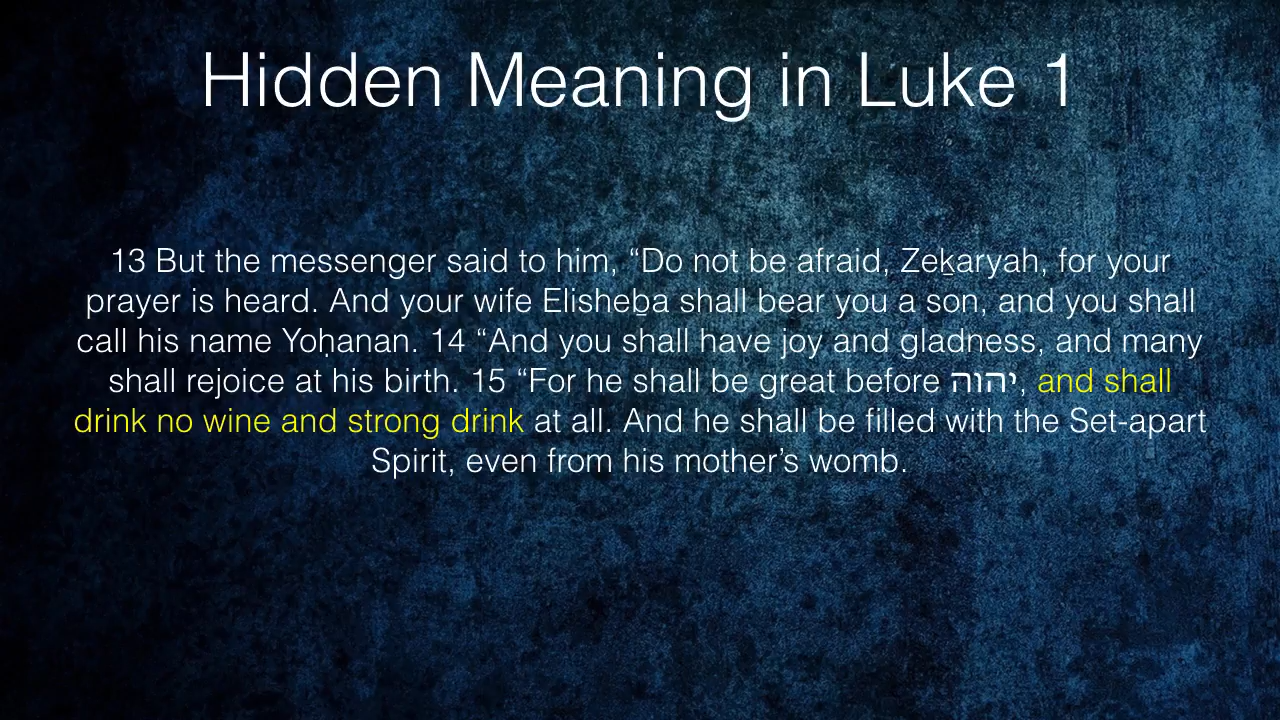 Hidden Meaning in Luke 1
13 But the messenger said to him, “Do not be afraid, Zeḵaryah, for your
prayer is heard. And your wife Elisheḇa shall bear you a son, and you shall
call his name Yoḥanan. 14 “And you shall have joy and gladness, and many
shall rejoice at his birth. 15 “For he shall be great before יהוה, and shall
drink no wine and strong drink at all. And he shall be filled with the Set-apart
Spirit, even from his mother’s womb.